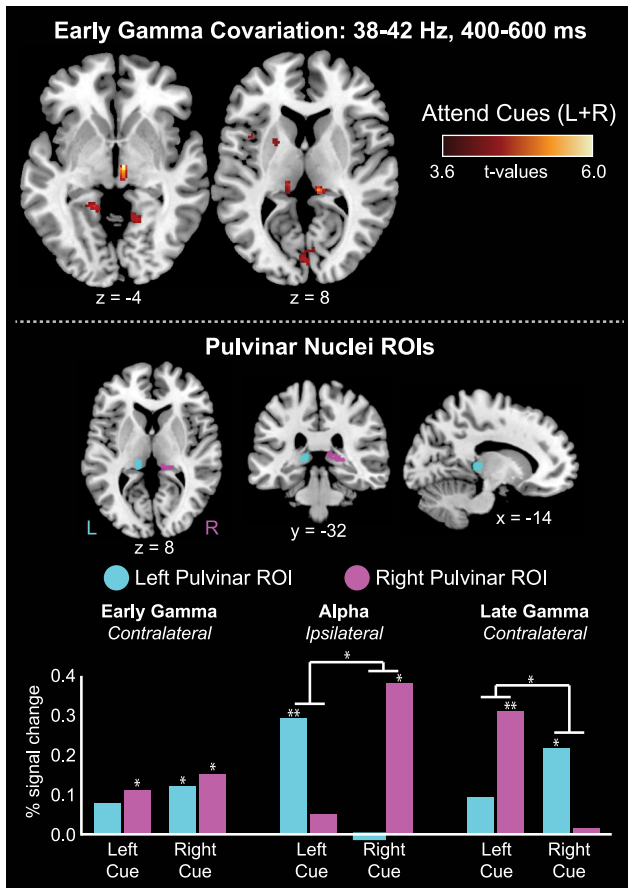 Early Gamma Covariation: 38-42 Hz, 400-600 ms
Attend Cues (L+R)
3.6 t-values 6.0
z = -4
z = 8
Pulvinar Nuclei ROIs
L
R
z = 8
y = -32
x = -14
Left Pulvinar ROI
Right Pulvinar ROI
Early Gamma
Contralateral
Alpha
Ipsilateral
Late Gamma
Contralateral
% signal change
0.4
0.3
0.2
0.1
0.0
*
*
*
**
*
*
**
*
*
Left Cue
Right Cue
Left Cue
Right Cue
Left Cue
Right Cue